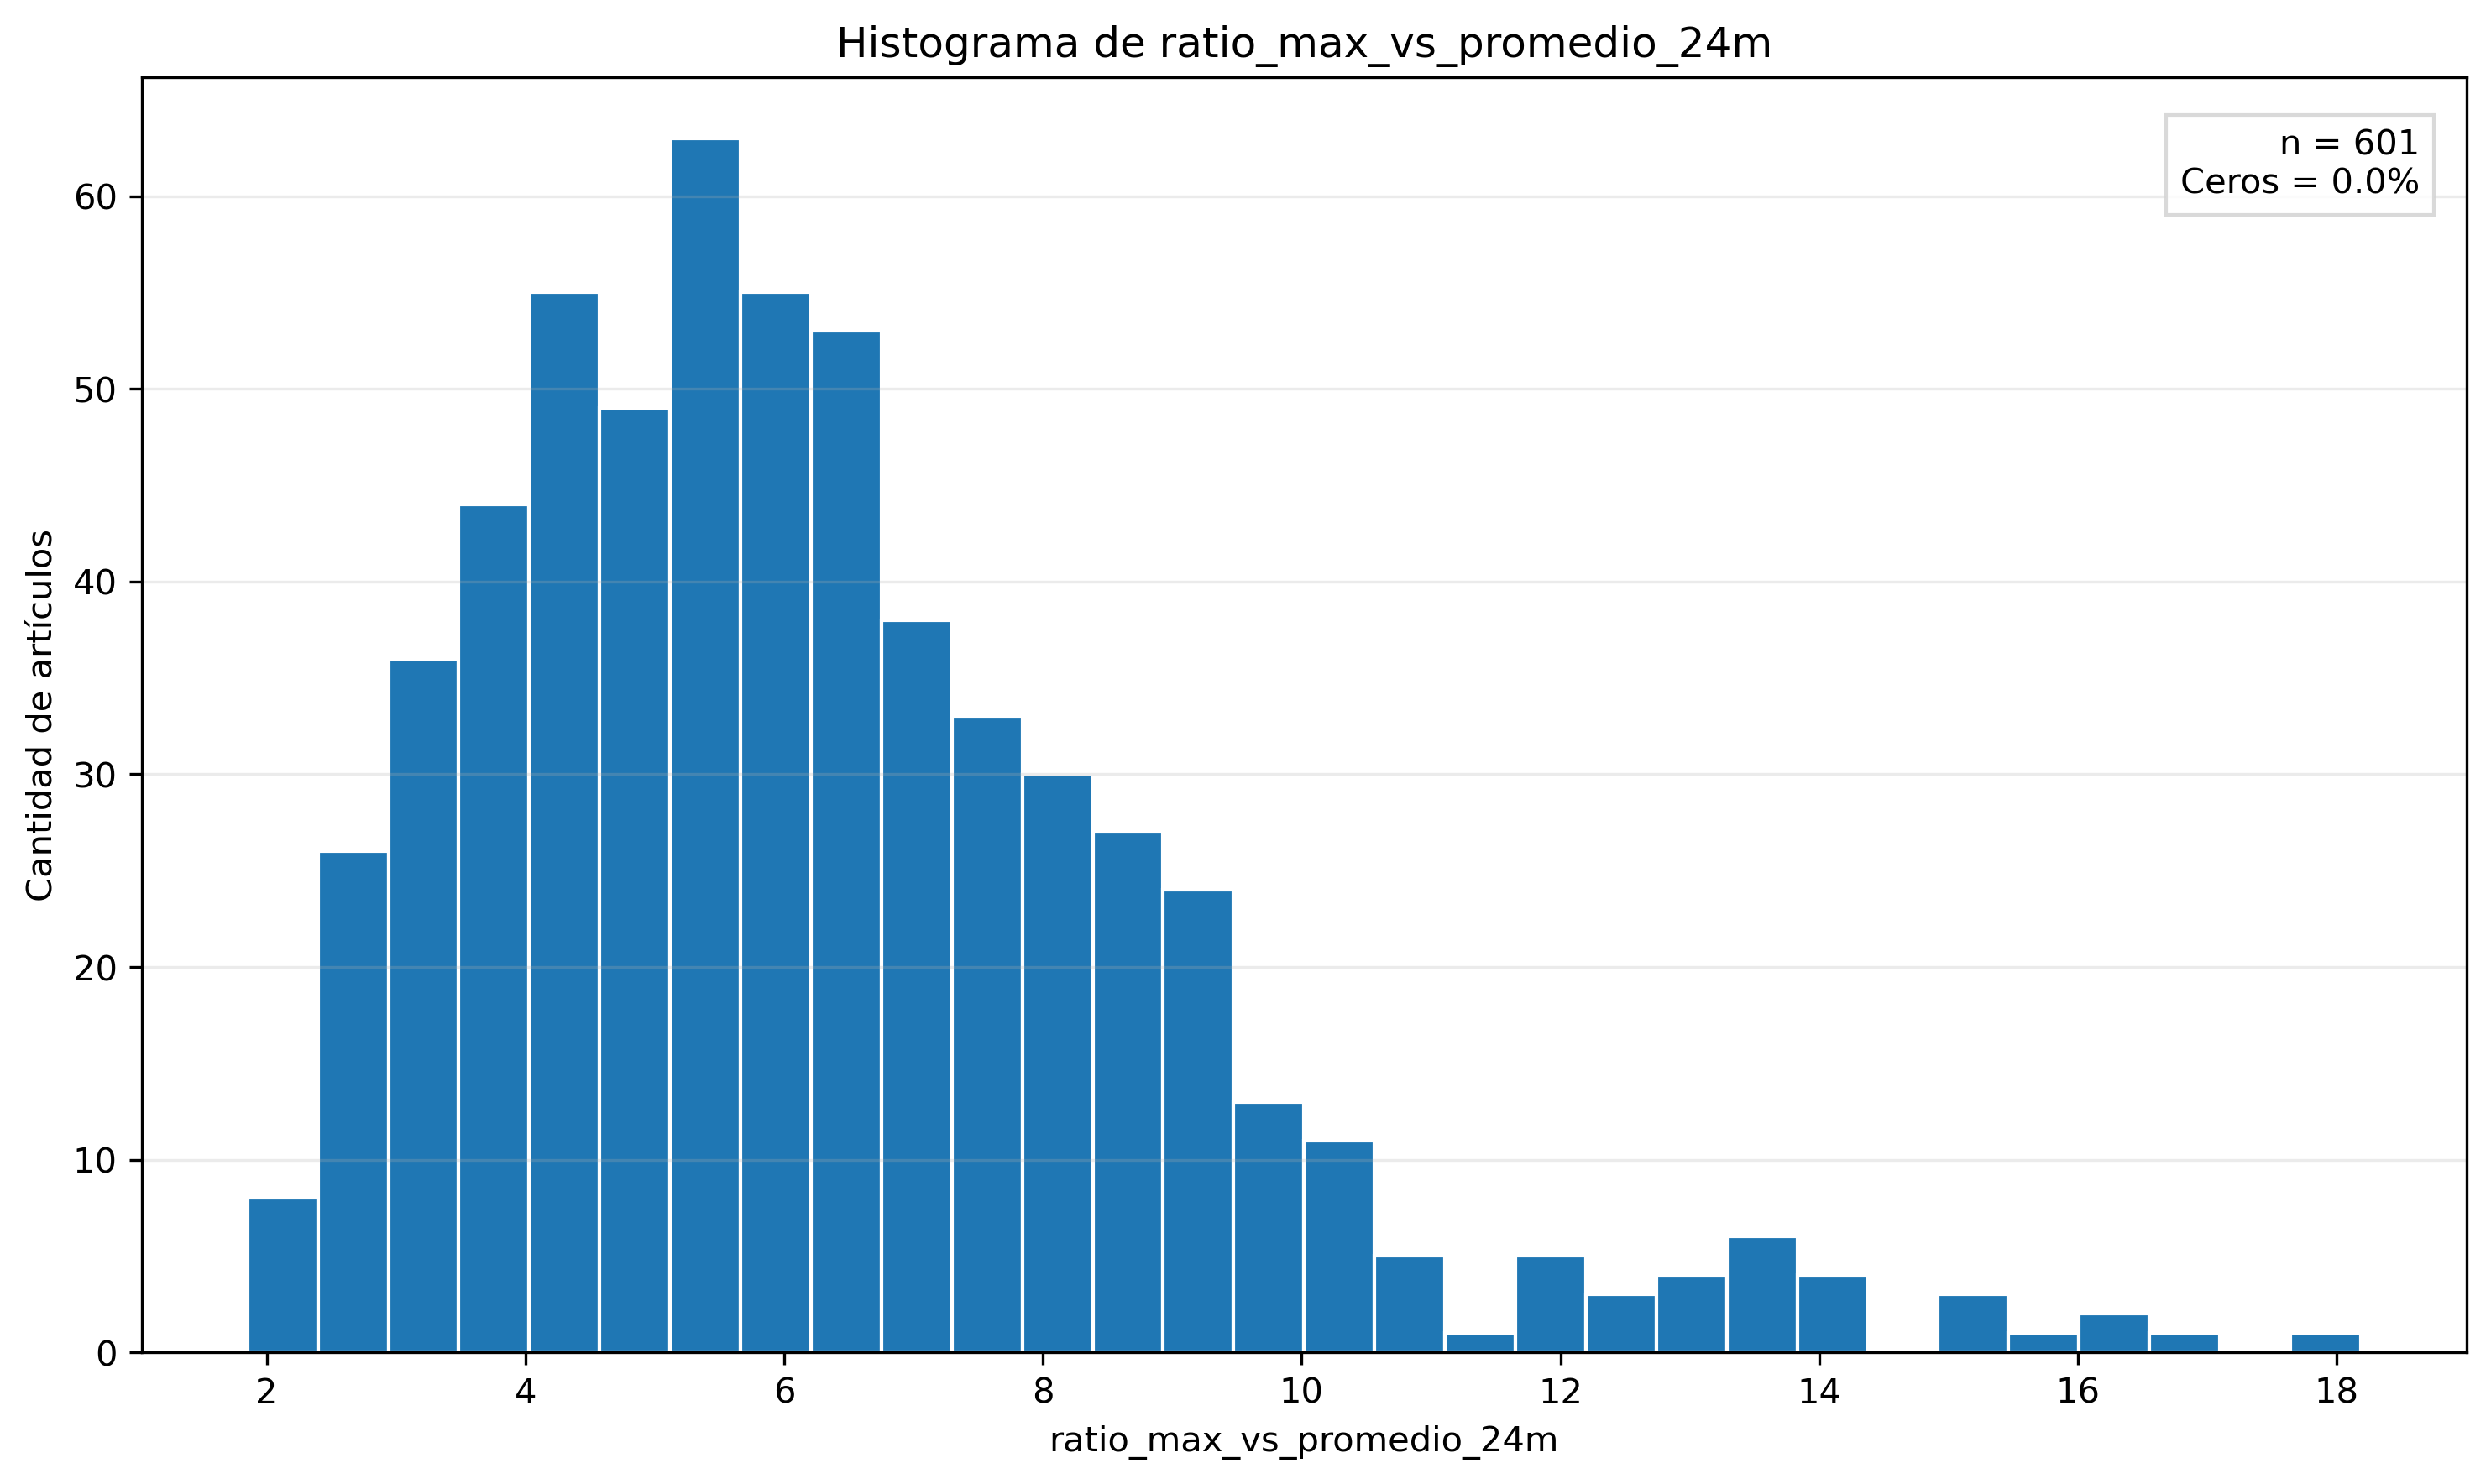 Histograma de ratio_max_vs_promedio_24m
n = 601
Ceros = 0.0%
Cantidad de artículos
60
50
40
30
20
10
0
2 4 6 8 10 12 14 16 18
ratio_max_vs_promedio_24m